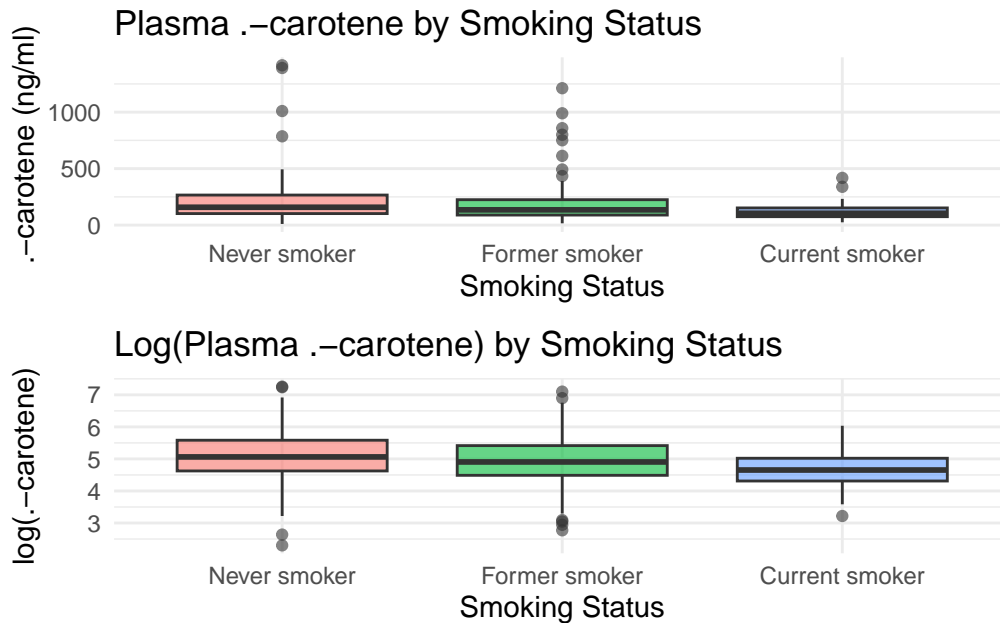 Plasma .−carotene by Smoking Status
.−carotene (ng/ml)
1000
500
0
Never smoker
Former smoker
Current smoker
Smoking Status
Log(Plasma .−carotene) by Smoking Status
log(.−carotene)
7
6
5
4
3
Never smoker
Former smoker
Current smoker
Smoking Status